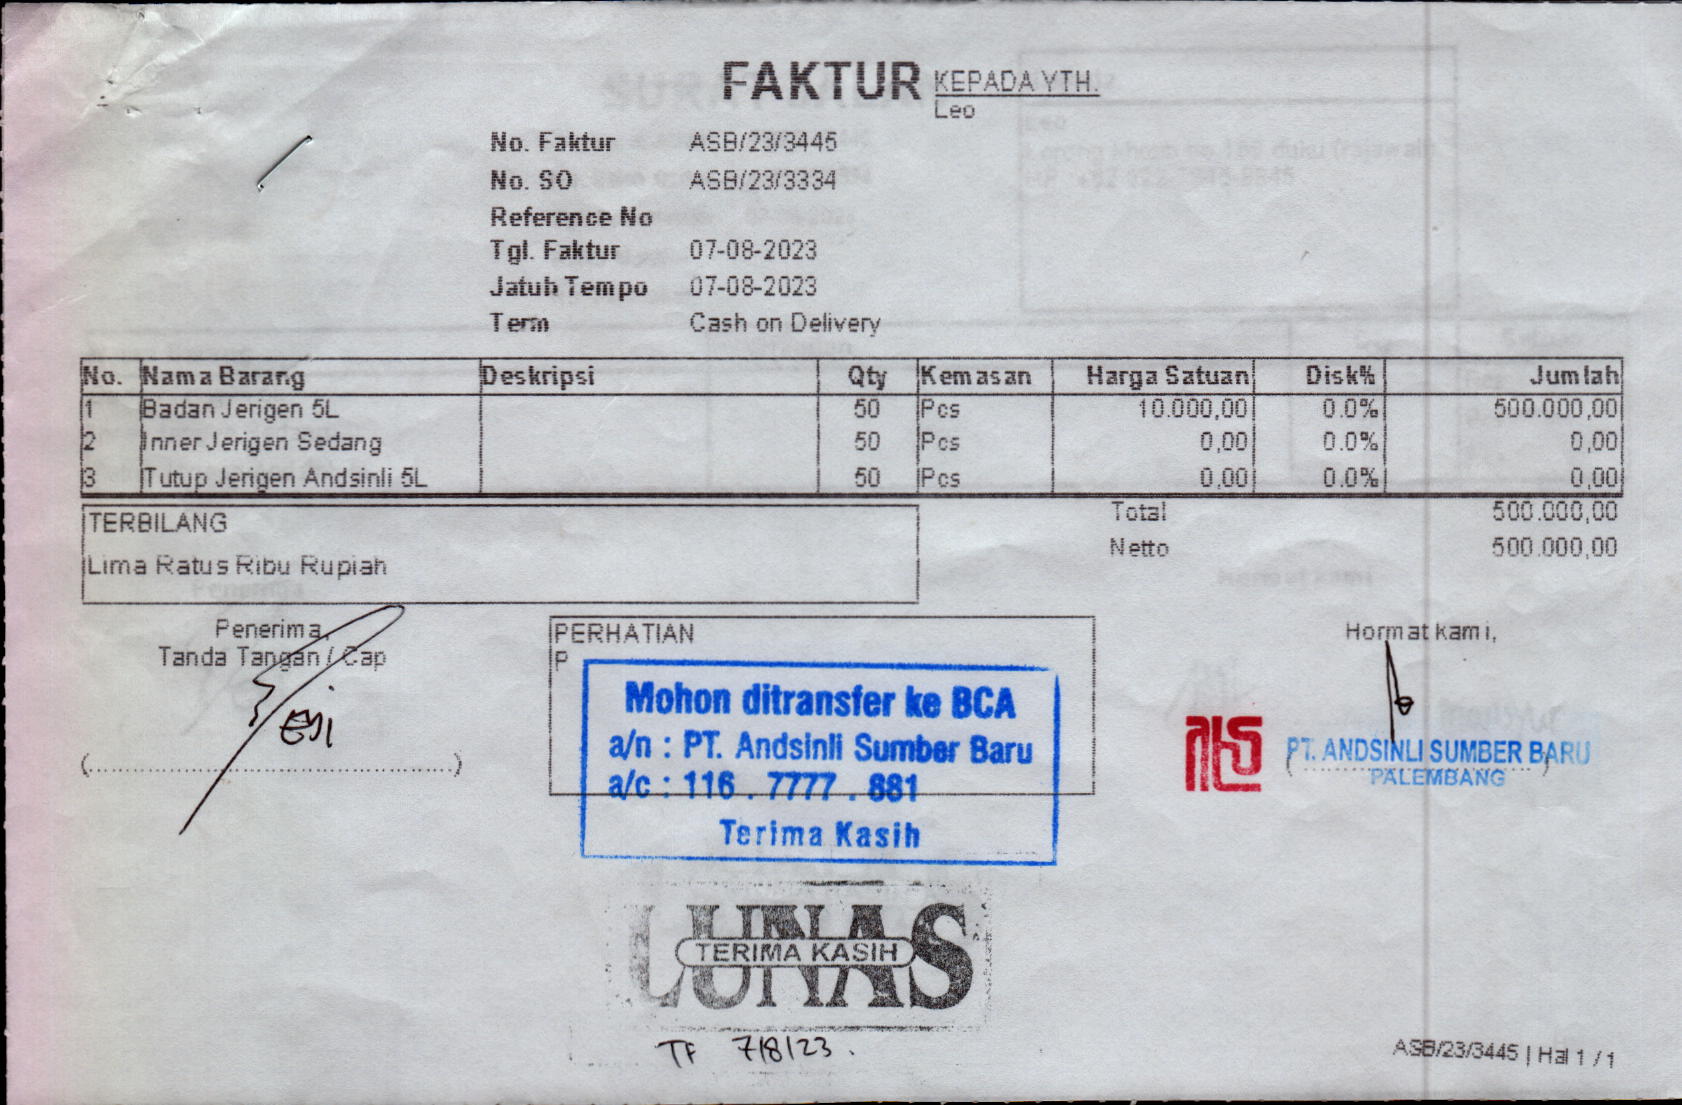 FAKTUR
KEPADA YTH.
Leo
No. Faktur ASB/23/3445
No. SO ASB/23/3334
Reference No
Tgl. Faktur 07-08-2023
Jatuh Tempo 07-08-2023
Term Cash on Delivery
No. Nama Barang Deskripsi Qty Kemasan Harga Satuan Disk% Jumlah
1 Badan Jerigen 5L 50 Pcs 10.000,00 0.0% 500.000,00
2 Inner Jerigen Sedang 50 Pcs 0,00 0.0% 0,00
3 Tutup Jerigen Andsinli 5L 50 Pcs 0,00 0.0% 0,00
Total 500.000,00
Netto 500.000,00
TERBILANG
Lima Ratus Ribu Rupiah
Penerima,
Tanda Tangan / Cap
(..............................................)
PERHATIAN
P
Mohon ditransfer ke BCA
a/n : PT. Andsinli Sumber Baru
a/c : 116 . 7777 . 881
Terima Kasih
Hormat kami,
PT. ANDSINLI SUMBER BARU
PALEMBANG
LUNAS
TERIMA KASIH
TF 7/8/23.
ASB/23/3445 | Hal 1 / 1